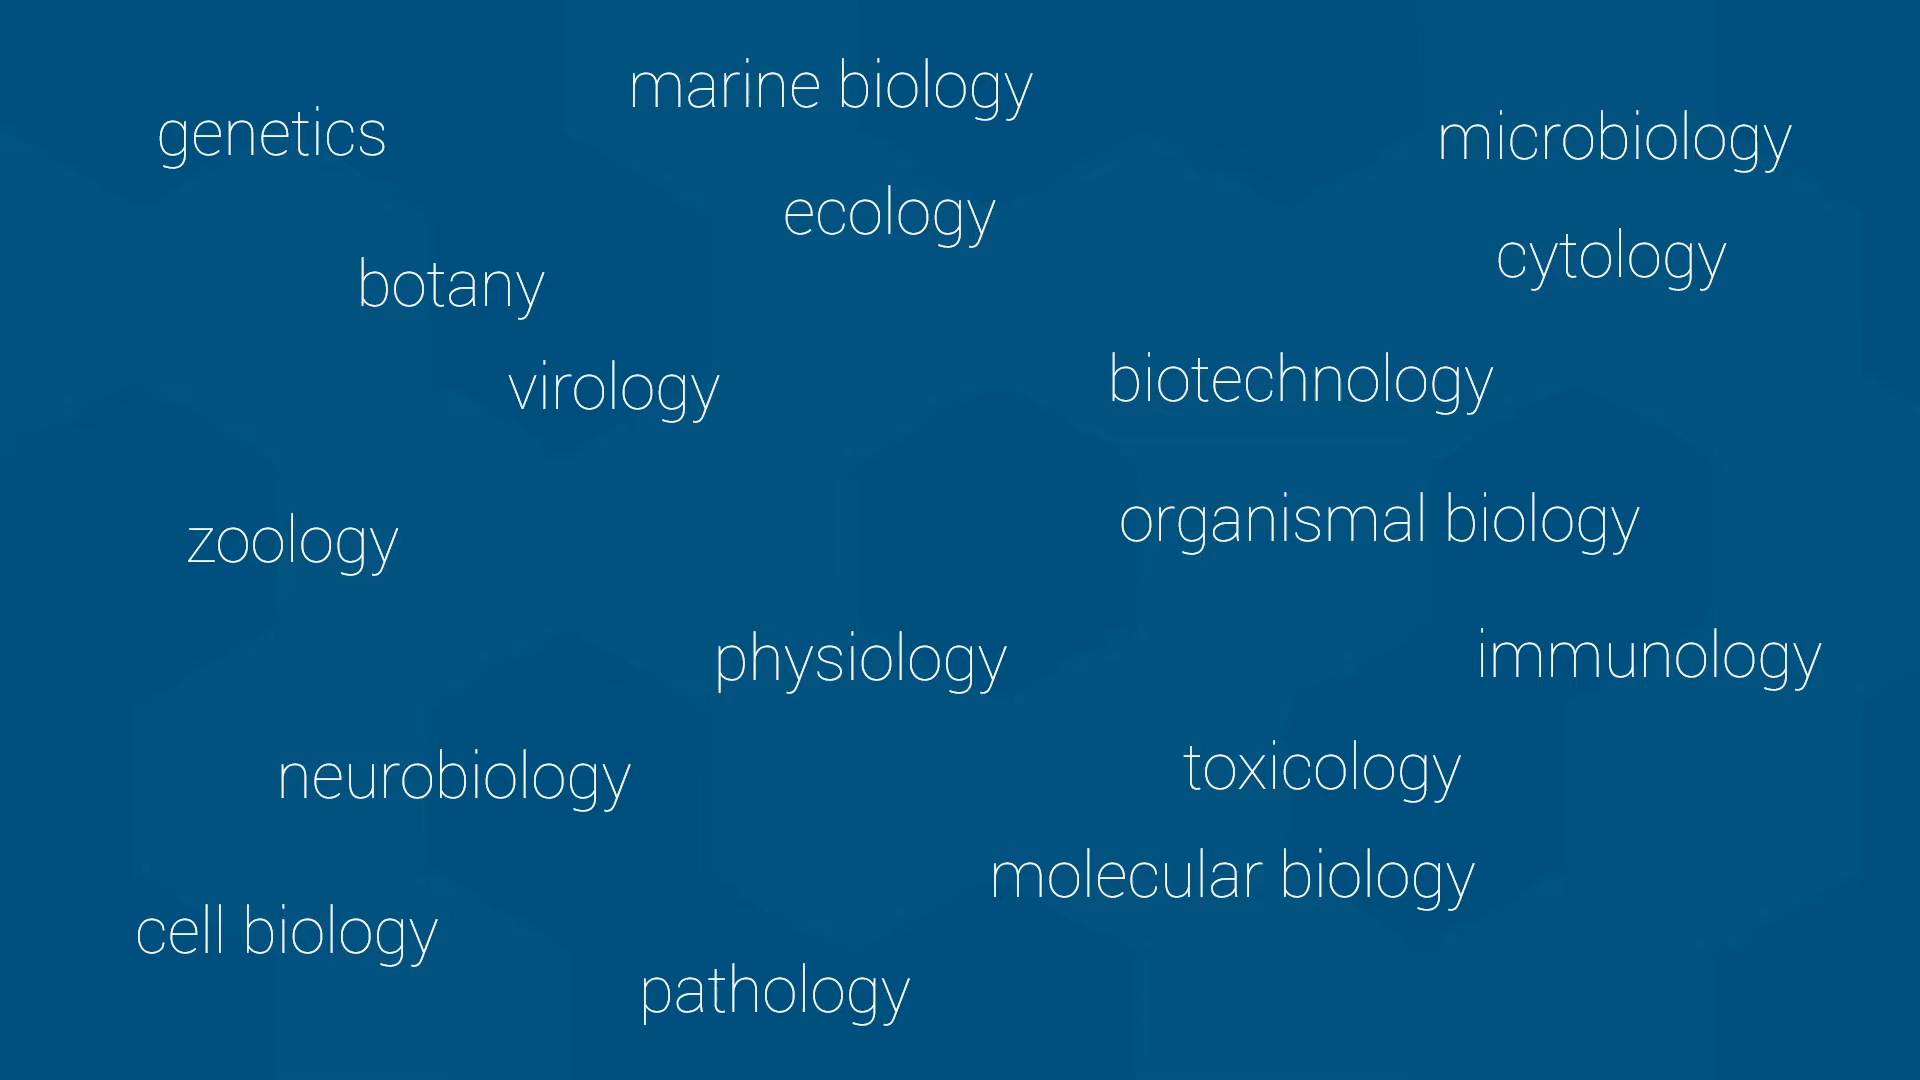 marine biology
genetics
microbiology
ecology
cytology
botany
virology
biotechnology
organismal biology
zoology
physiology
immunology
neurobiology
toxicology
molecular biology
cell biology
pathology